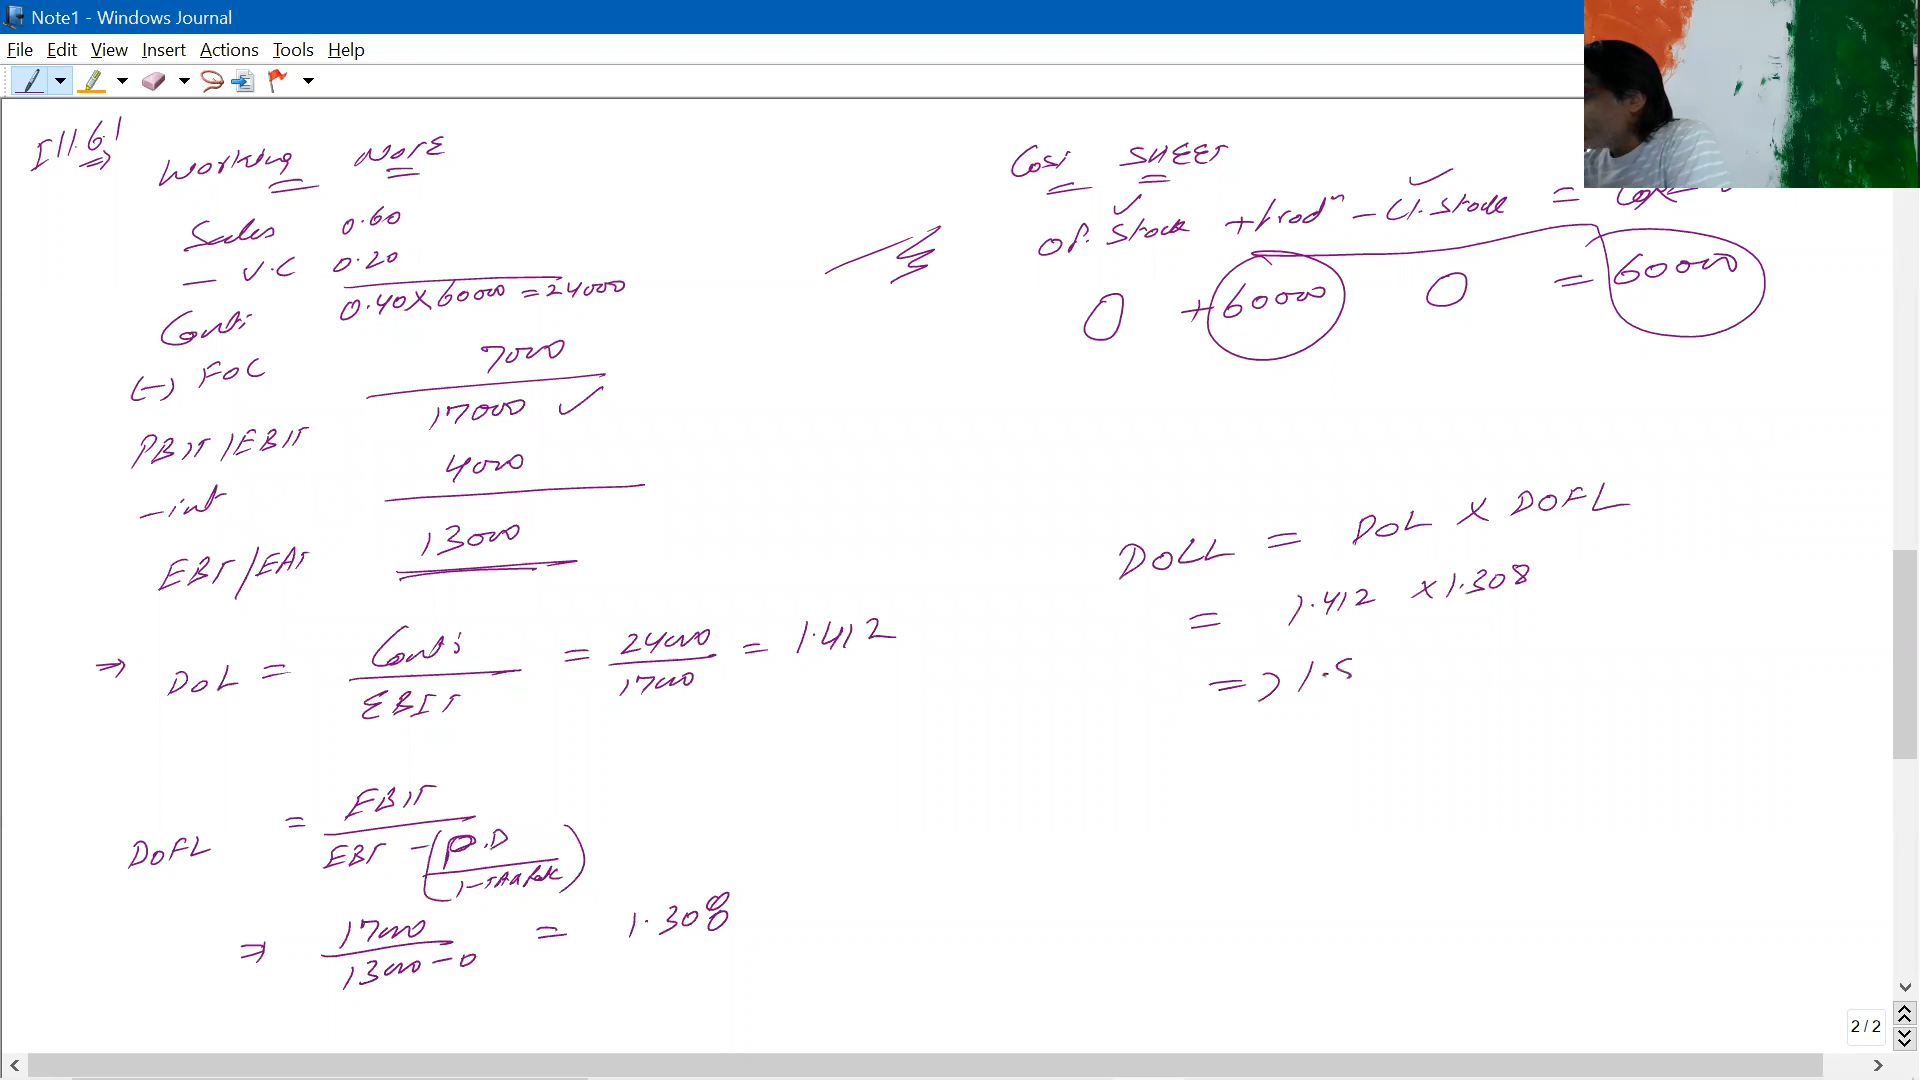 Note1 - Windows Journal
File Edit View Insert Actions Tools Help
Ill.6.1
Working NOTE
Sales 0.60
- V.C 0.20
Conti 0.40 x 60000 = 24000
(-) FOC 7000
PBIT/EBIT 17000 ✓
- int 4000
EBT/EAT 13000
⇒ DOL = Conti / EBIT = 24000 / 17000 = 1.412
DOFL = EBIT / EBT - (P.D / 1-TAX Rate)
⇒ 17000 / 13000 - 0 = 1.308
Cost SHEET
OP. Stock + Prodn - Cl. Stock =
0 + 60000 0 = 60000
DOCL = DOL x DOFL
= 1.412 x 1.308
=> 1.8
2 / 2